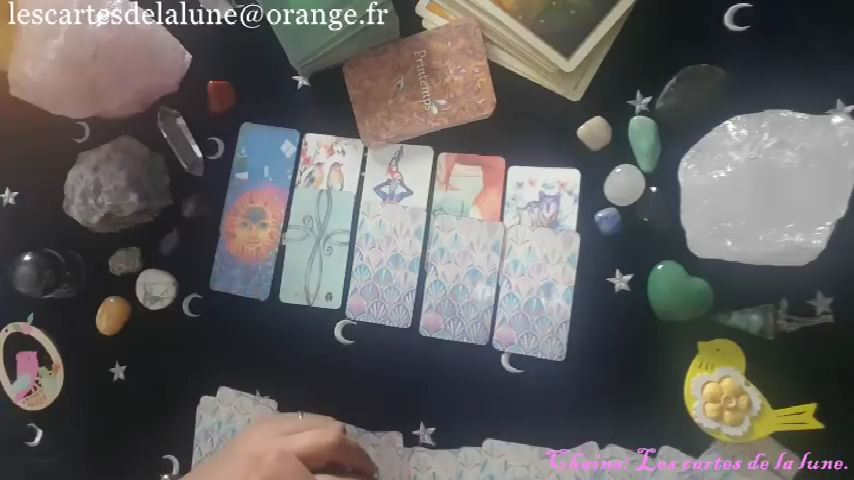 lescartesdelalune@orange.fr
Printemps
Chaine: Les cartes de la lune.